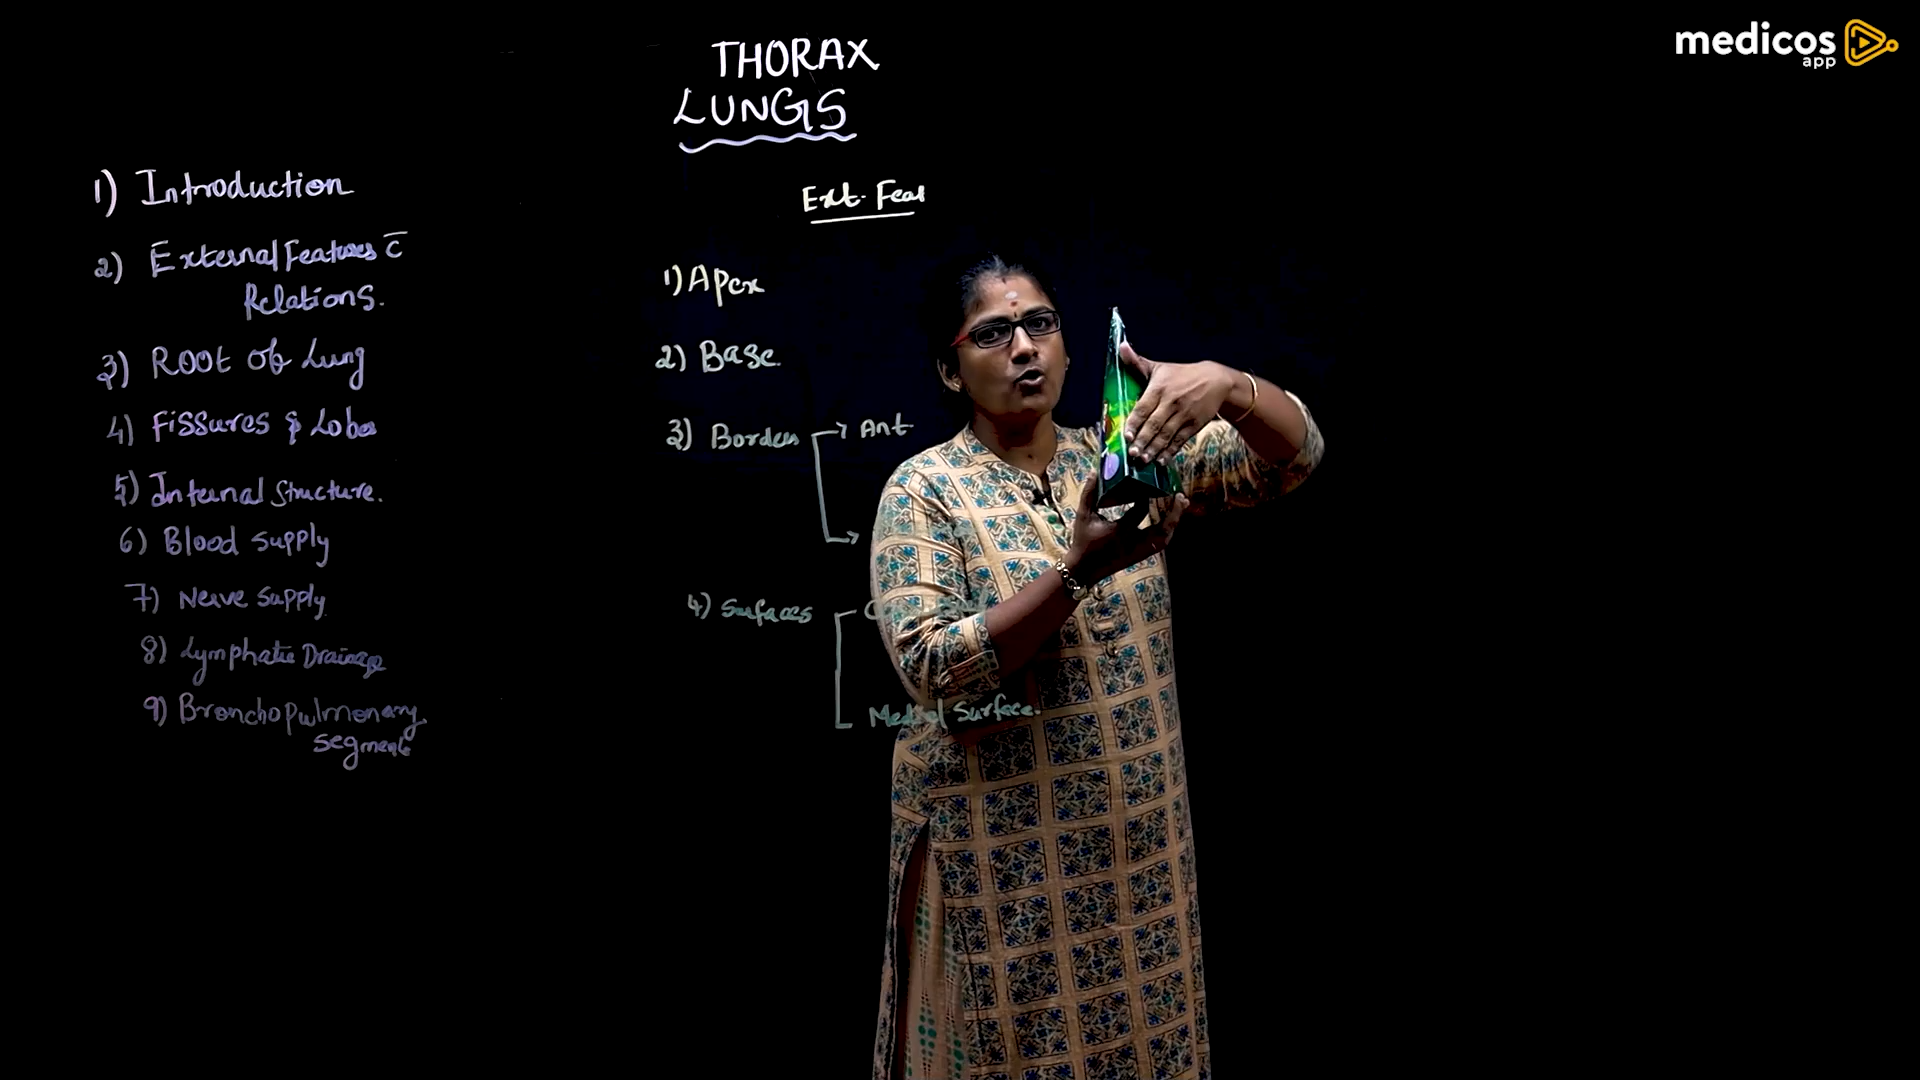 medicos
app
THORAX
LUNGS
1) Introduction
2) External Features c̅
Relations.
3) Root of Lung
4) Fissures & Lobes
5) Internal Structure.
6) Blood Supply
7) Nerve Supply
8) Lymphatic Drainage
9) Bronchopulmonary
Segments
Ext. Feat
1) Apex
2) Base.
3) Borders → Ant
4) Surfaces
Medial Surface.